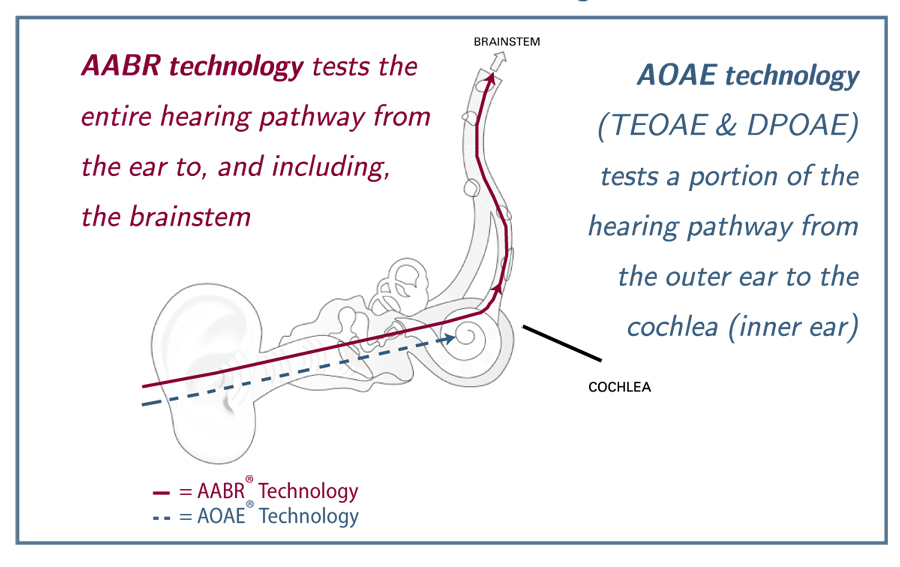 BRAINSTEM
AABR technology tests the
entire hearing pathway from
the ear to, and including,
the brainstem
AOAE technology
(TEOAE & DPOAE)
tests a portion of the
hearing pathway from
the outer ear to the
cochlea (inner ear)
COCHLEA
= AABR® Technology
= AOAE® Technology